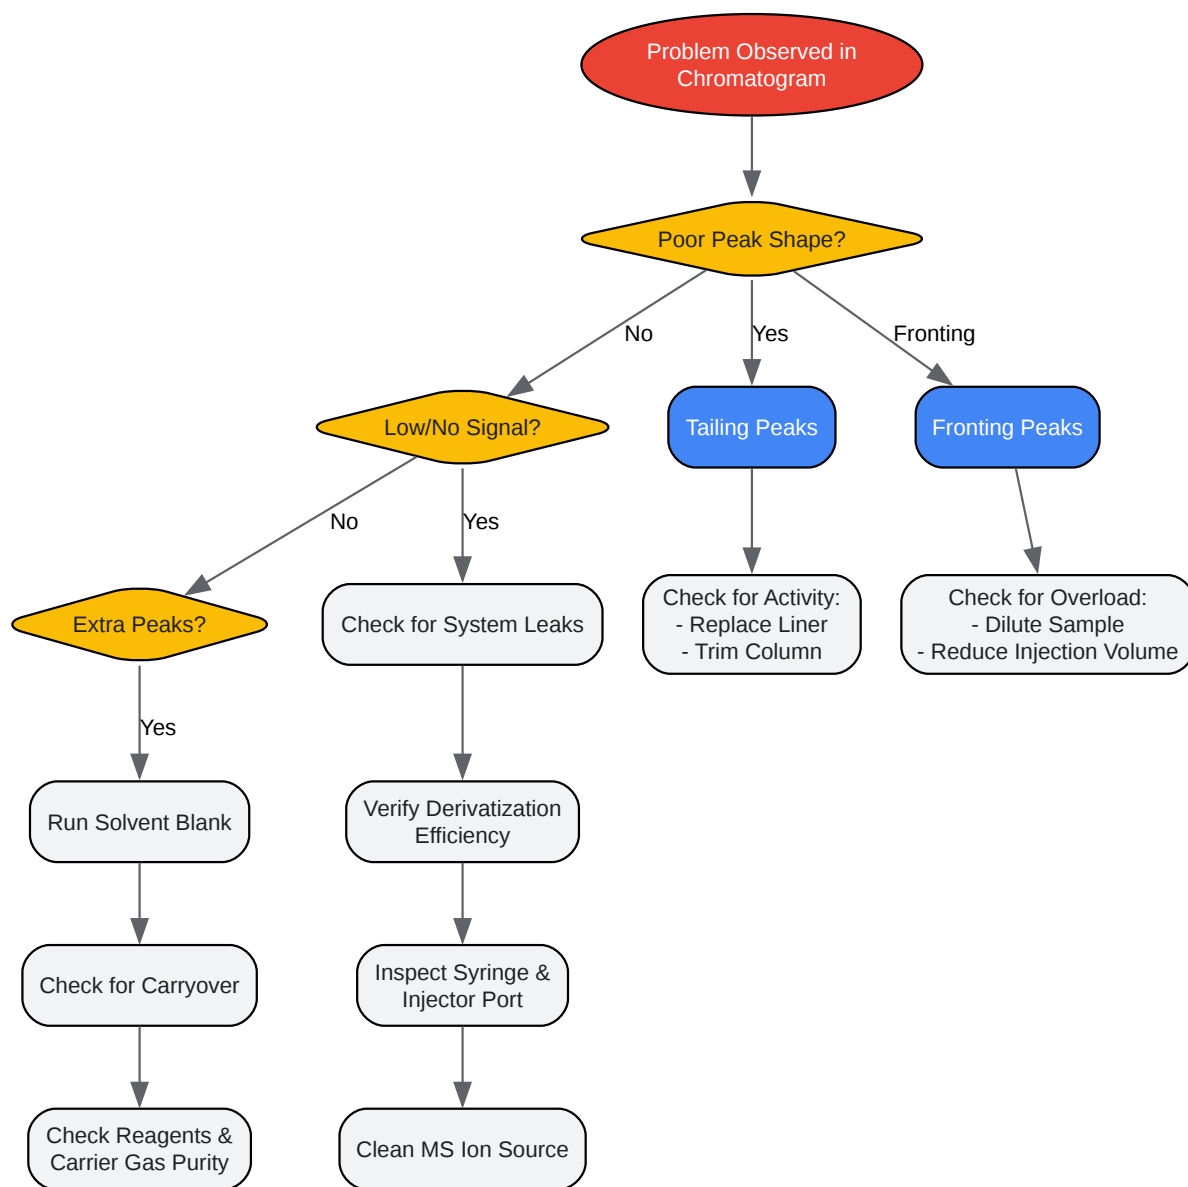 Problem Observed in
Chromatogram
Poor Peak Shape?
No
Yes
Fronting
Low/No Signal?
Tailing Peaks
Fronting Peaks
No
Yes
Extra Peaks?
Check for System Leaks
Check for Activity:
- Replace Liner
- Trim Column
Check for Overload:
- Dilute Sample
- Reduce Injection Volume
Yes
Run Solvent Blank
Verify Derivatization
Efficiency
Check for Carryover
Inspect Syringe &
Injector Port
Check Reagents &
Carrier Gas Purity
Clean MS Ion Source